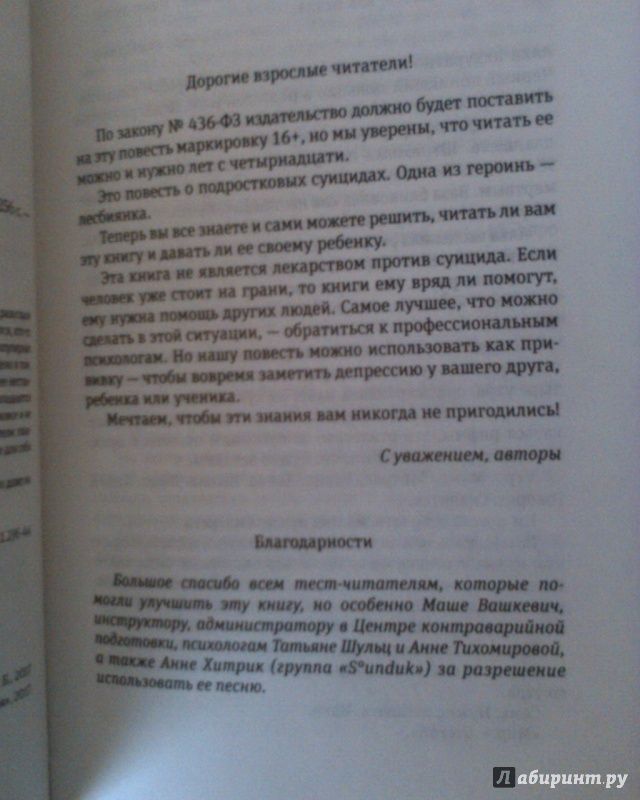 Дорогие взрослые читатели!
По закону № 436-ФЗ издательство должно будет поставить
на эту повесть маркировку 16+, но мы уверены, что читать ее
можно и нужно лет с четырнадцати.
Это повесть о подростковых суицидах. Одна из героинь —
лесбиянка.
Теперь вы все знаете и сами можете решить, читать ли вам
эту книгу и давать ли ее своему ребенку.
Эта книга не является лекарством против суицида. Если
человек уже стоит на грани, то книги ему вряд ли помогут,
ему нужна помощь других людей. Самое лучшее, что можно
сделать в этой ситуации, — обратиться к профессиональным
психологам. Но нашу повесть можно использовать как при-
вивку — чтобы вовремя заметить депрессию у вашего друга,
ребенка или ученика.
Мечтаем, чтобы эти знания вам никогда не пригодились!
С уважением, авторы
Благодарности
Большое спасибо всем тест-читателям, которые по-
могли улучшить эту книгу, но особенно Маше Вашкевич,
инструктору, администратору в Центре контраварийной
подготовки, психологам Татьяне Шульц и Анне Тихомировой,
а также Анне Хитрик (группа «S°unduk») за разрешение
использовать ее песню.
Б., 2017
2017
Лабиринт.ру